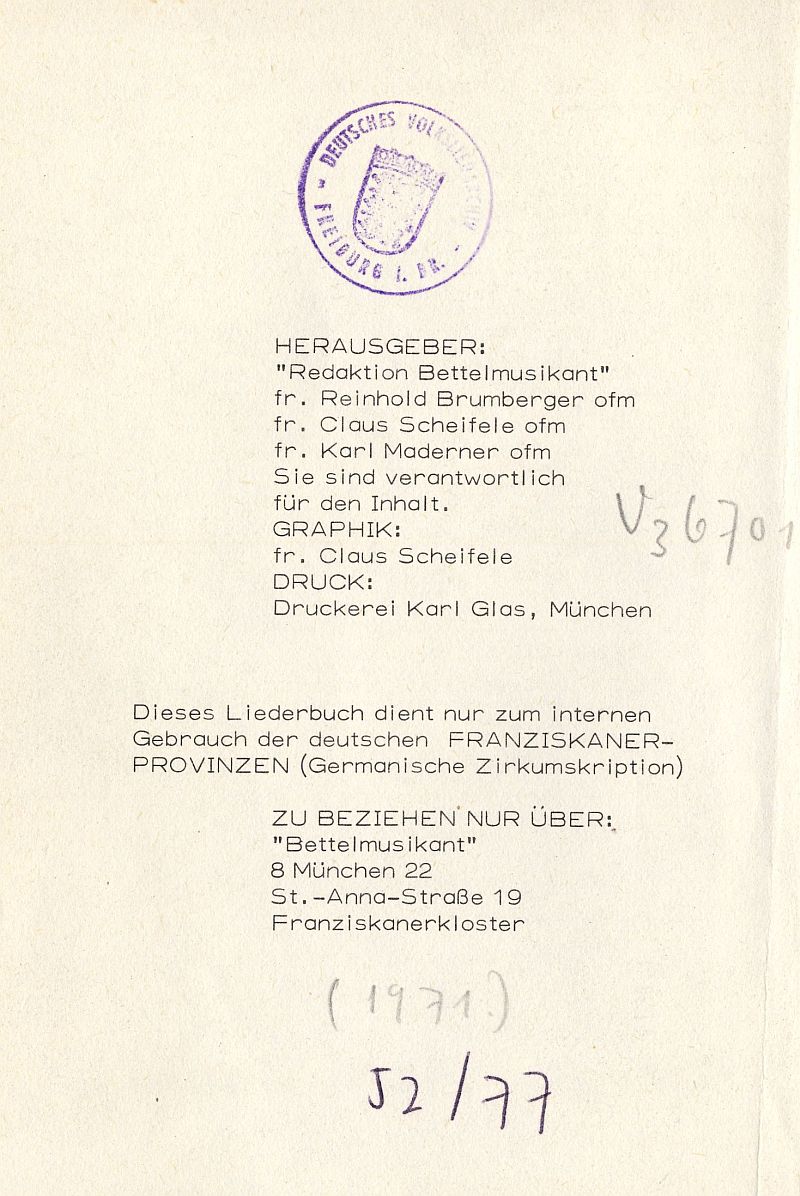 DEUTSCHES VOLKSLIEDARCHIV
– FREIBURG i. BR. –
HERAUSGEBER:
"Redaktion Bettelmusikant"
fr. Reinhold Brumberger ofm
fr. Claus Scheifele ofm
fr. Karl Maderner ofm
Sie sind verantwortlich
für den Inhalt.
GRAPHIK:
fr. Claus Scheifele
DRUCK:
Druckerei Karl Glas, München
V3 6701
Dieses Liederbuch dient nur zum internen
Gebrauch der deutschen FRANZISKANER-
PROVINZEN (Germanische Zirkumskription)
ZU BEZIEHEN NUR ÜBER:
"Bettelmusikant"
8 München 22
St.-Anna-Straße 19
Franziskanerkloster
(1971)
52/77